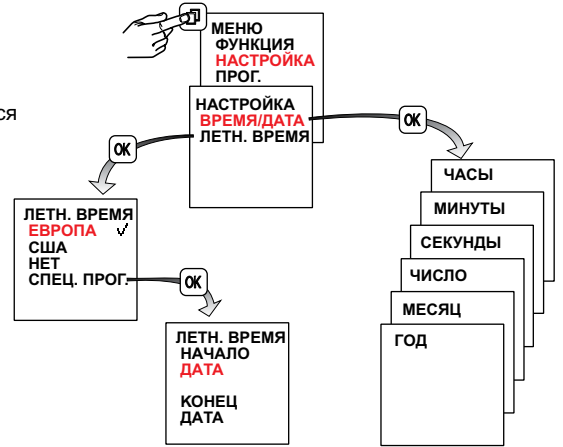 МЕНЮ
ФУНКЦИЯ
НАСТРОЙКА
ПРОГ.
ся
НАСТРОЙКА
ВРЕМЯ/ДАТА
ЛЕТН. ВРЕМЯ
OK
OK
ЛЕТН. ВРЕМЯ
ЕВРОПА
США
НЕТ
СПЕЦ. ПРОГ.
OK
ЛЕТН. ВРЕМЯ
НАЧАЛО
ДАТА
КОНЕЦ
ДАТА
ЧАСЫ
МИНУТЫ
СЕКУНДЫ
ЧИСЛО
МЕСЯЦ
ГОД